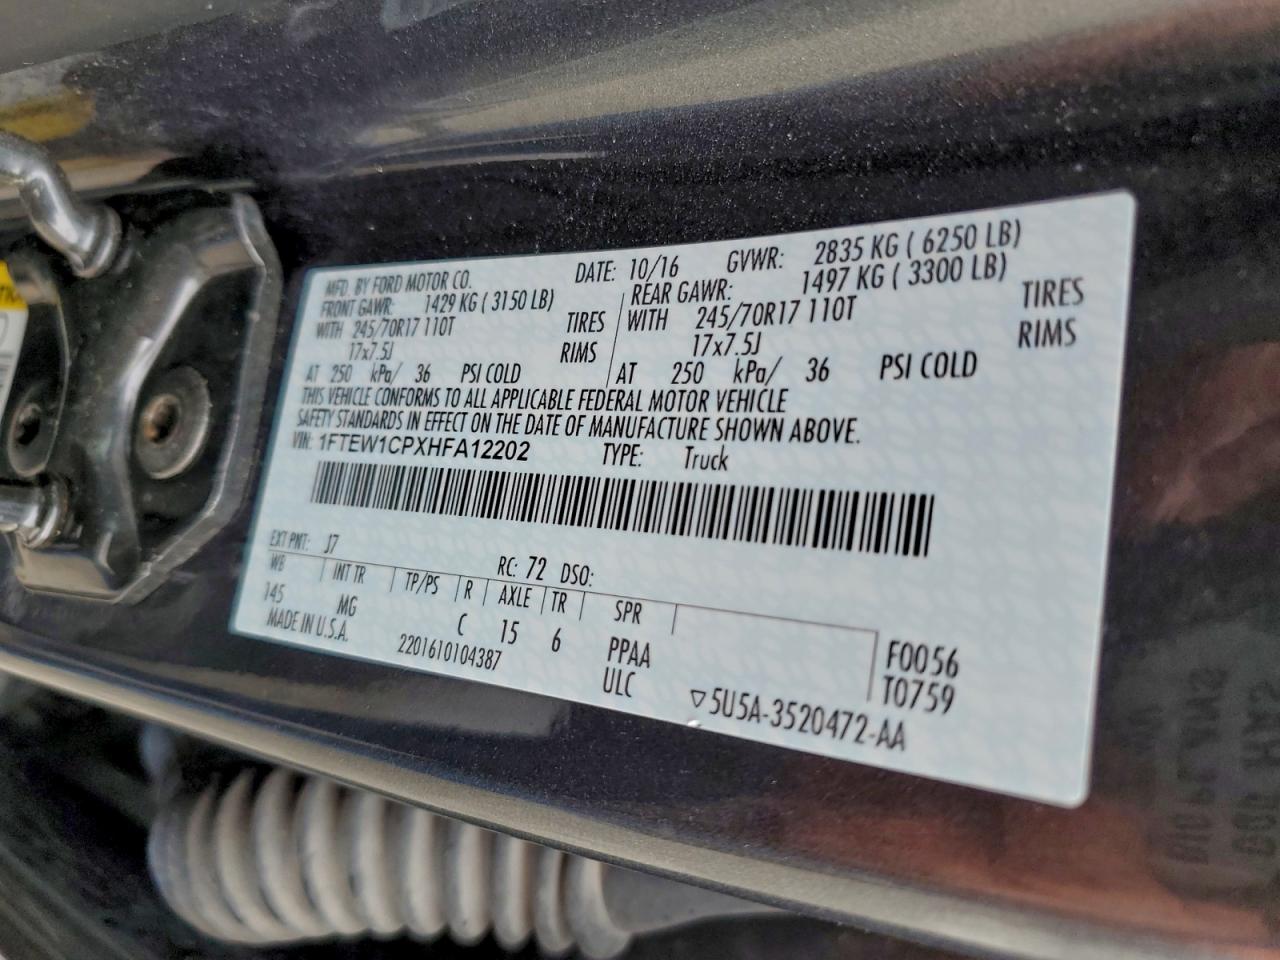 MFD. BY FORD MOTOR CO. DATE: 10/16 GVWR: 2835 KG ( 6250 LB)
FRONT GAWR: 1429 KG ( 3150 LB) REAR GAWR: 1497 KG ( 3300 LB)
WITH 245/70R17 110T TIRES WITH 245/70R17 110T TIRES
17x7.5J RIMS 17x7.5J RIMS
AT 250 kPa/ 36 PSI COLD AT 250 kPa/ 36 PSI COLD
THIS VEHICLE CONFORMS TO ALL APPLICABLE FEDERAL MOTOR VEHICLE
SAFETY STANDARDS IN EFFECT ON THE DATE OF MANUFACTURE SHOWN ABOVE.
VIN: 1FTEW1CPXHFA12202 TYPE: Truck
EXT PNT: J7 RC: 72 DSO:
WB INT TR TP/PS R AXLE TR SPR
145 MG C 15 6 PPAA F0056
MADE IN U.S.A. 2201610104387 ULC T0759
▽5U5A-3520472-AA